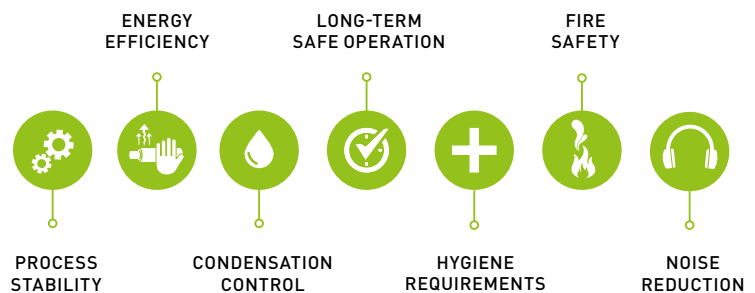 ENERGY
EFFICIENCY
LONG-TERM
SAFE OPERATION
FIRE
SAFETY
PROCESS
STABILITY
CONDENSATION
CONTROL
HYGIENE
REQUIREMENTS
NOISE
REDUCTION